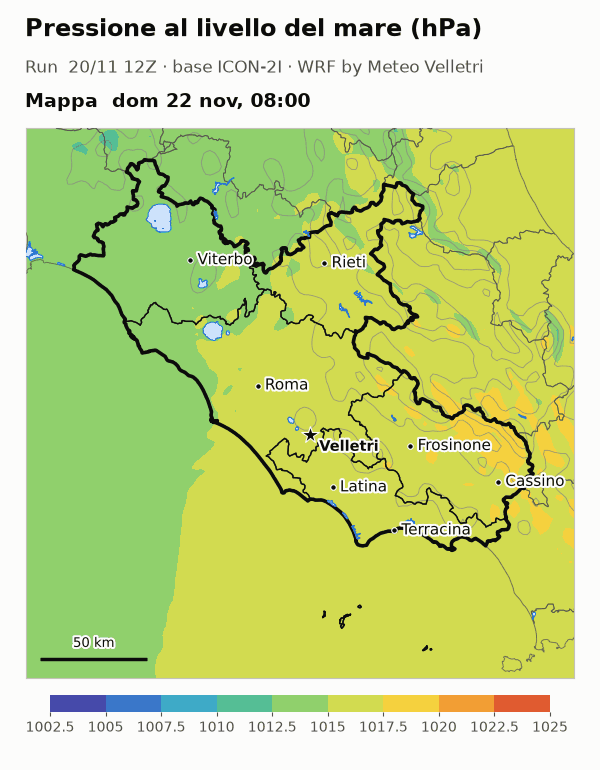 Pressione al livello del mare (hPa)
Run  20/11 12Z · base ICON-2I · WRF by Meteo Velletri
Mappa  dom 22 nov, 08:00
Viterbo
Rieti
Roma
Velletri
Frosinone
Latina
Cassino
Terracina
50 km
1002.5 1005 1007.5 1010 1012.5 1015 1017.5 1020 1022.5 1025